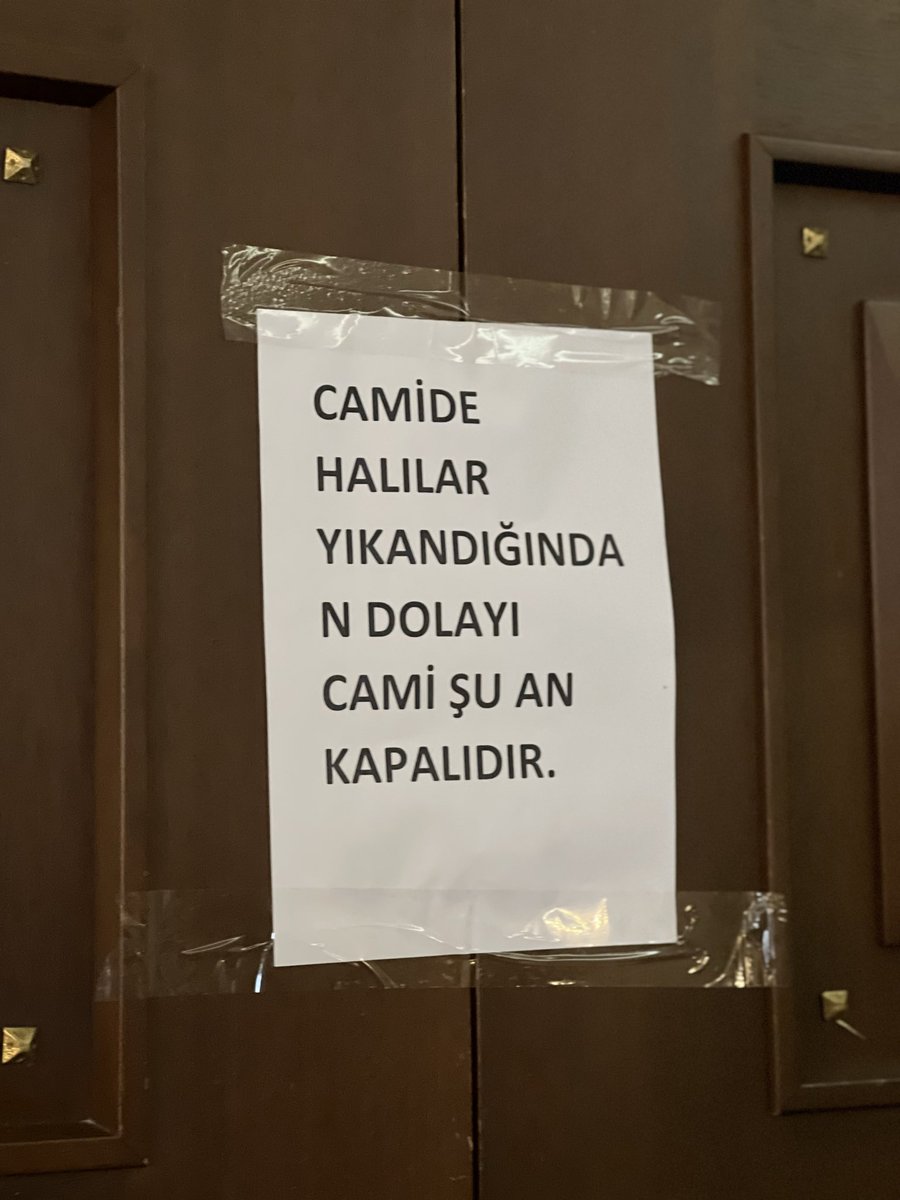 CAMİDE
HALILAR
YIKANDIĞINDA
N DOLAYI
CAMİ ŞU AN
KAPALIDIR.